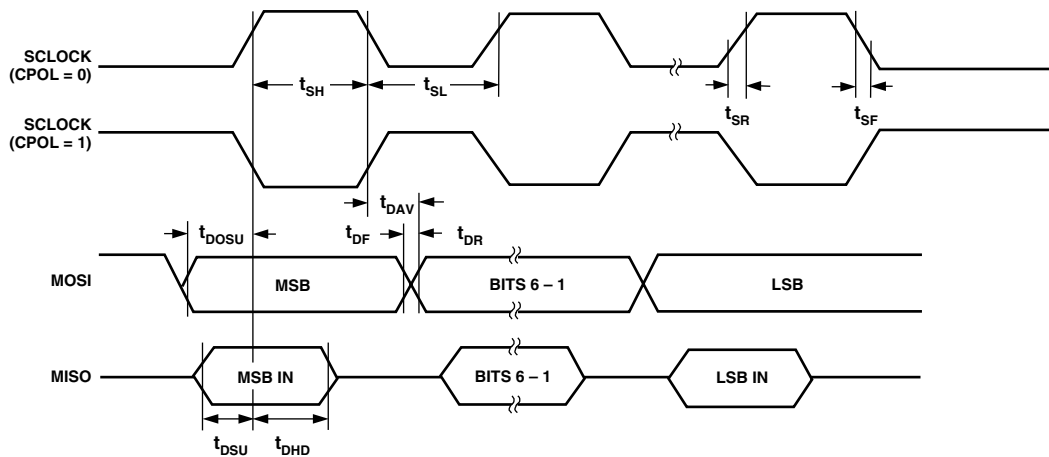 SCLOCK
(CPOL = 0)
tSH
tSL
tSR
tSF
SCLOCK
(CPOL = 1)
tDAV
tDOSU
tDF
tDR
MOSI
MSB
BITS 6 – 1
LSB
MISO
MSB IN
BITS 6 – 1
LSB IN
tDSU
tDHD